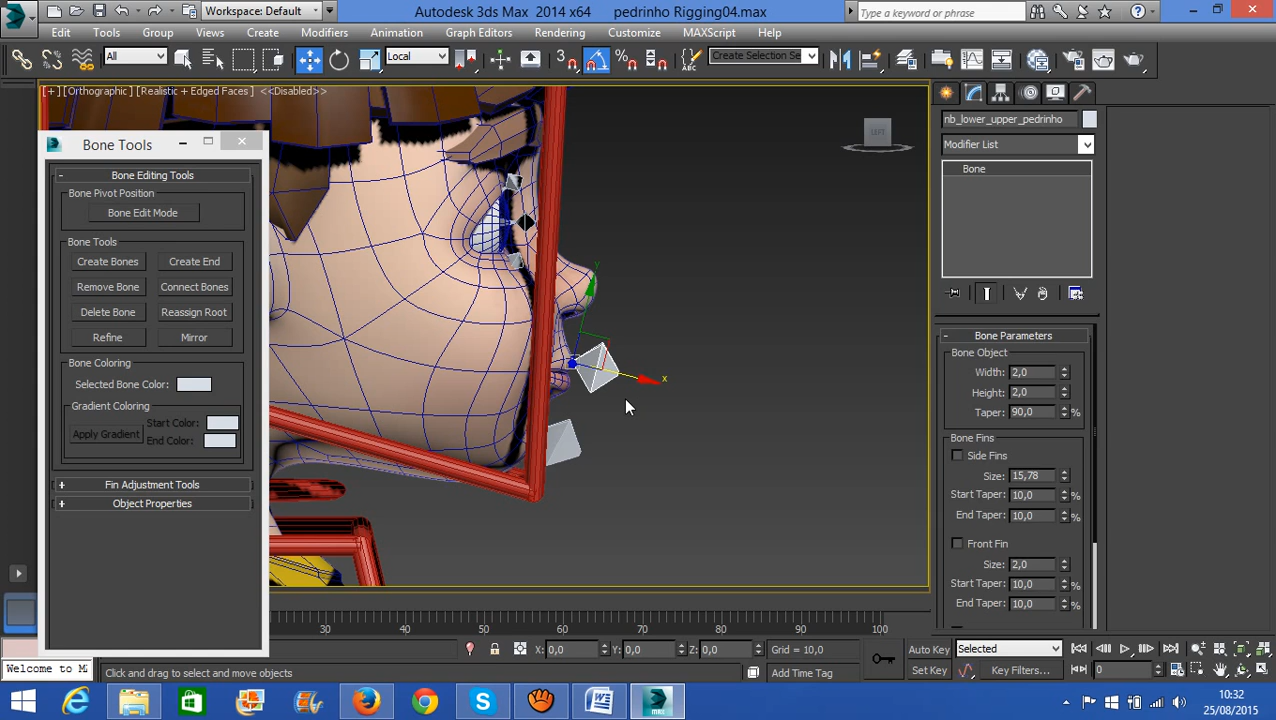 Workspace: Default
Autodesk 3ds Max 2014 x64 pedrinho Rigging04.max
Type a keyword or phrase
Edit Tools Group Views Create Modifiers Animation Graph Editors Rendering Customize MAXScript Help
All
Local
Create Selection Se
[+] [Orthographic] [Realistic + Edged Faces] <<Disabled>>
LEFT
Bone Tools
Bone Editing Tools
Bone Pivot Position
Bone Edit Mode
Bone Tools
Create Bones Create End
Remove Bone Connect Bones
Delete Bone Reassign Root
Refine Mirror
Bone Coloring
Selected Bone Color:
Gradient Coloring
Apply Gradient
Start Color:
End Color:
Fin Adjustment Tools
Object Properties
y
x
nb_lower_upper_pedrinho
Modifier List
Bone
Bone Parameters
Bone Object
Width: 2,0
Height: 2,0
Taper: 90,0 %
Bone Fins
Side Fins
Size: 15,78
Start Taper: 10,0 %
End Taper: 10,0 %
Front Fin
Size: 2,0
Start Taper: 10,0 %
End Taper: 10,0 %
30 40 50 60 70 80 90 100
X: 0,0 Y: 0,0 Z: 0,0 Grid = 10,0
Auto Key Selected
Welcome to M
Click and drag to select and move objects
Add Time Tag
Set Key Key Filters... 0
10:32
25/08/2015